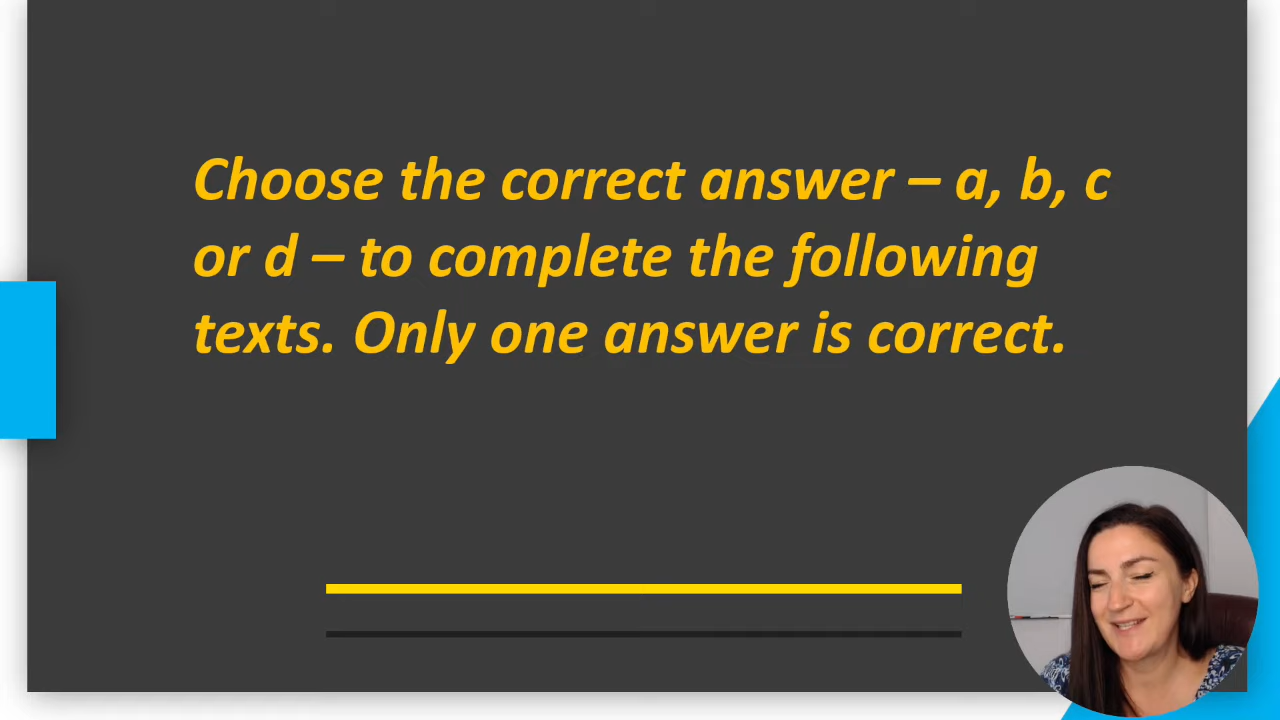 Choose the correct answer – a, b, c
or d – to complete the following
texts. Only one answer is correct.